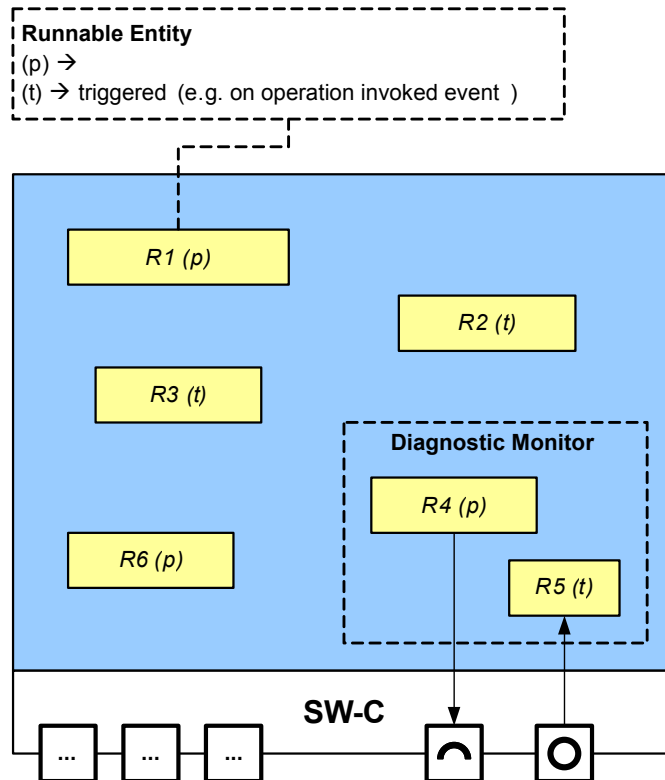 Runnable Entity
(p) →
(t) → triggered (e.g. on operation invoked event )
R1 (p)
R2 (t)
R3 (t)
Diagnostic Monitor
R4 (p)
R6 (p)
R5 (t)
SW-C
... ... ...